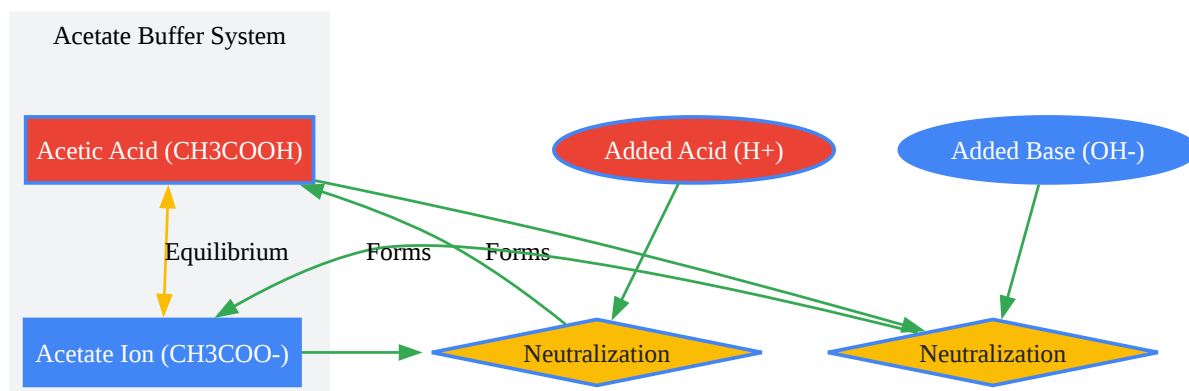 Acetate Buffer System
Acetic Acid (CH3COOH)
Added Acid (H+)
Added Base (OH-)
Equilibrium
Forms
Forms
Acetate Ion (CH3COO-)
Neutralization
Neutralization